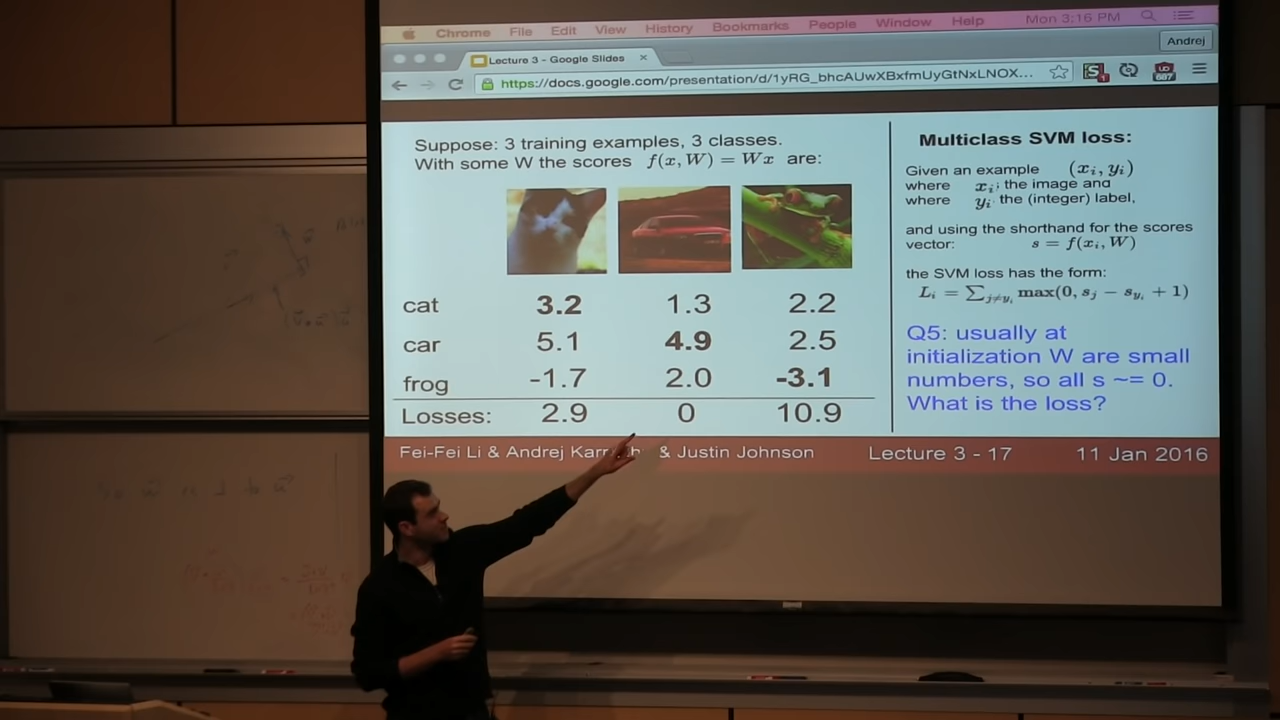 Chrome File Edit View History Bookmarks People Window Help Mon 3:16 PM
Andrej
Lecture 3 - Google Slides ×
https://docs.google.com/presentation/d/1yRG_bhcAUwXBxfmUyGtNxLNOX...
Suppose: 3 training examples, 3 classes.
With some W the scores f(x, W) = Wx are:
cat 3.2 1.3 2.2
car 5.1 4.9 2.5
frog -1.7 2.0 -3.1
Losses: 2.9 0 10.9
Multiclass SVM loss:
Given an example (xᵢ, yᵢ)
where xᵢ: the image and
where yᵢ: the (integer) label,
and using the shorthand for the scores
vector: s = f(xᵢ, W)
the SVM loss has the form:
Lᵢ = ∑_{j≠yᵢ} max(0, sⱼ − s_{yᵢ} + 1)
Q5: usually at
initialization W are small
numbers, so all s ~= 0.
What is the loss?
Fei-Fei Li & Andrej & Justin Johnson Lecture 3 - 17 11 Jan 2016